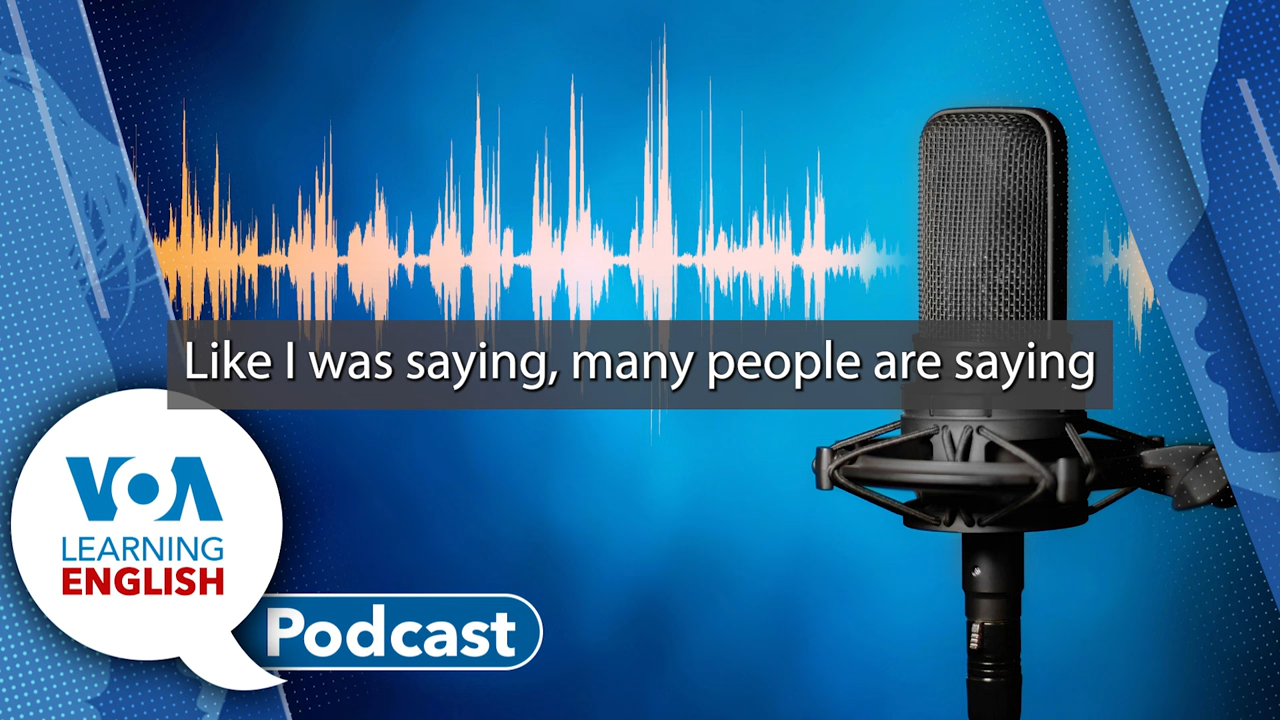 Like I was saying, many people are saying
VOA
LEARNING
ENGLISH
Podcast